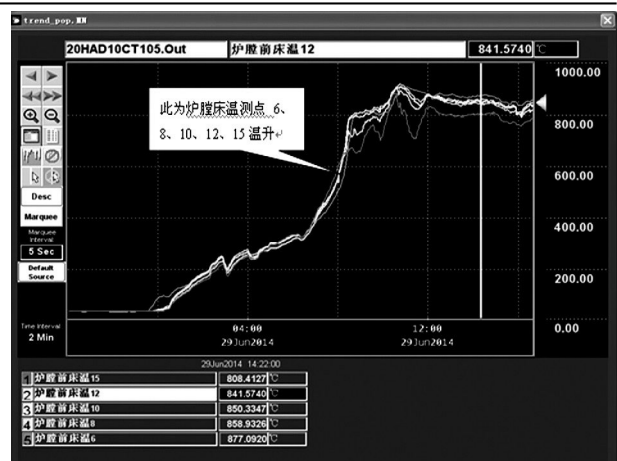 trend_pop.MN
20HAD10CT105.Out 炉膛前床温12 841.5740 ℃
此为炉膛床温测点 6、
8、10、12、15 温升↵
1000.00
800.00
600.00
400.00
200.00
0.00
Desc
Marquee
Marquee
Interval
5 Sec
Default
Source
Time Interval
2 Min
04:00
29Jun2014
12:00
29Jun2014
29Jun2014 14:22:00
1 炉膛前床温15 808.4127 ℃
2 炉膛前床温12 841.5740 ℃
3 炉膛前床温10 850.3347 ℃
4 炉膛前床温8 858.9326 ℃
5 炉膛前床温6 877.0920 ℃